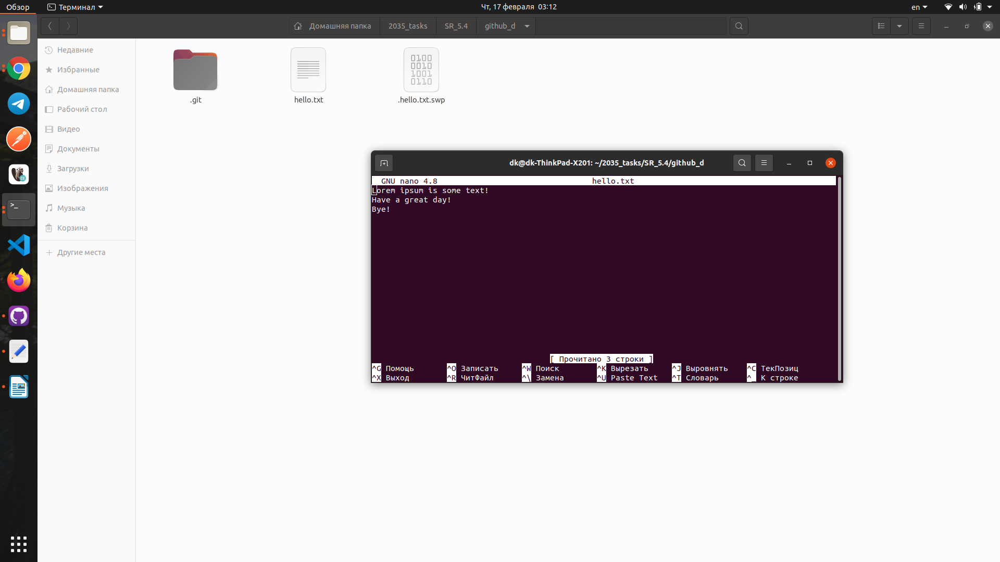 Обзор
Терминал
Чт, 17 февраля 03:12
en
Домашняя папка
2035_tasks
SR_5.4
github_d
Недавние
Избранные
Домашняя папка
Рабочий стол
Видео
Документы
Загрузки
Изображения
Музыка
Корзина
Другие места
.git
hello.txt
0100
0010
1001
0110
.hello.txt.swp
>_
CE
dk@dk-ThinkPad-X201: ~/2035_tasks/SR_5.4/github_d
GNU nano 4.8 hello.txt
Lorem ipsum is some text!
Have a great day!
Bye!
[ Прочитано 3 строки ]
^G Помощь ^O Записать ^W Поиск ^K Вырезать ^J Выровнять ^C ТекПозиц
^X Выход ^R ЧитФайл ^\ Замена ^U Paste Text ^T Словарь ^_ К строке